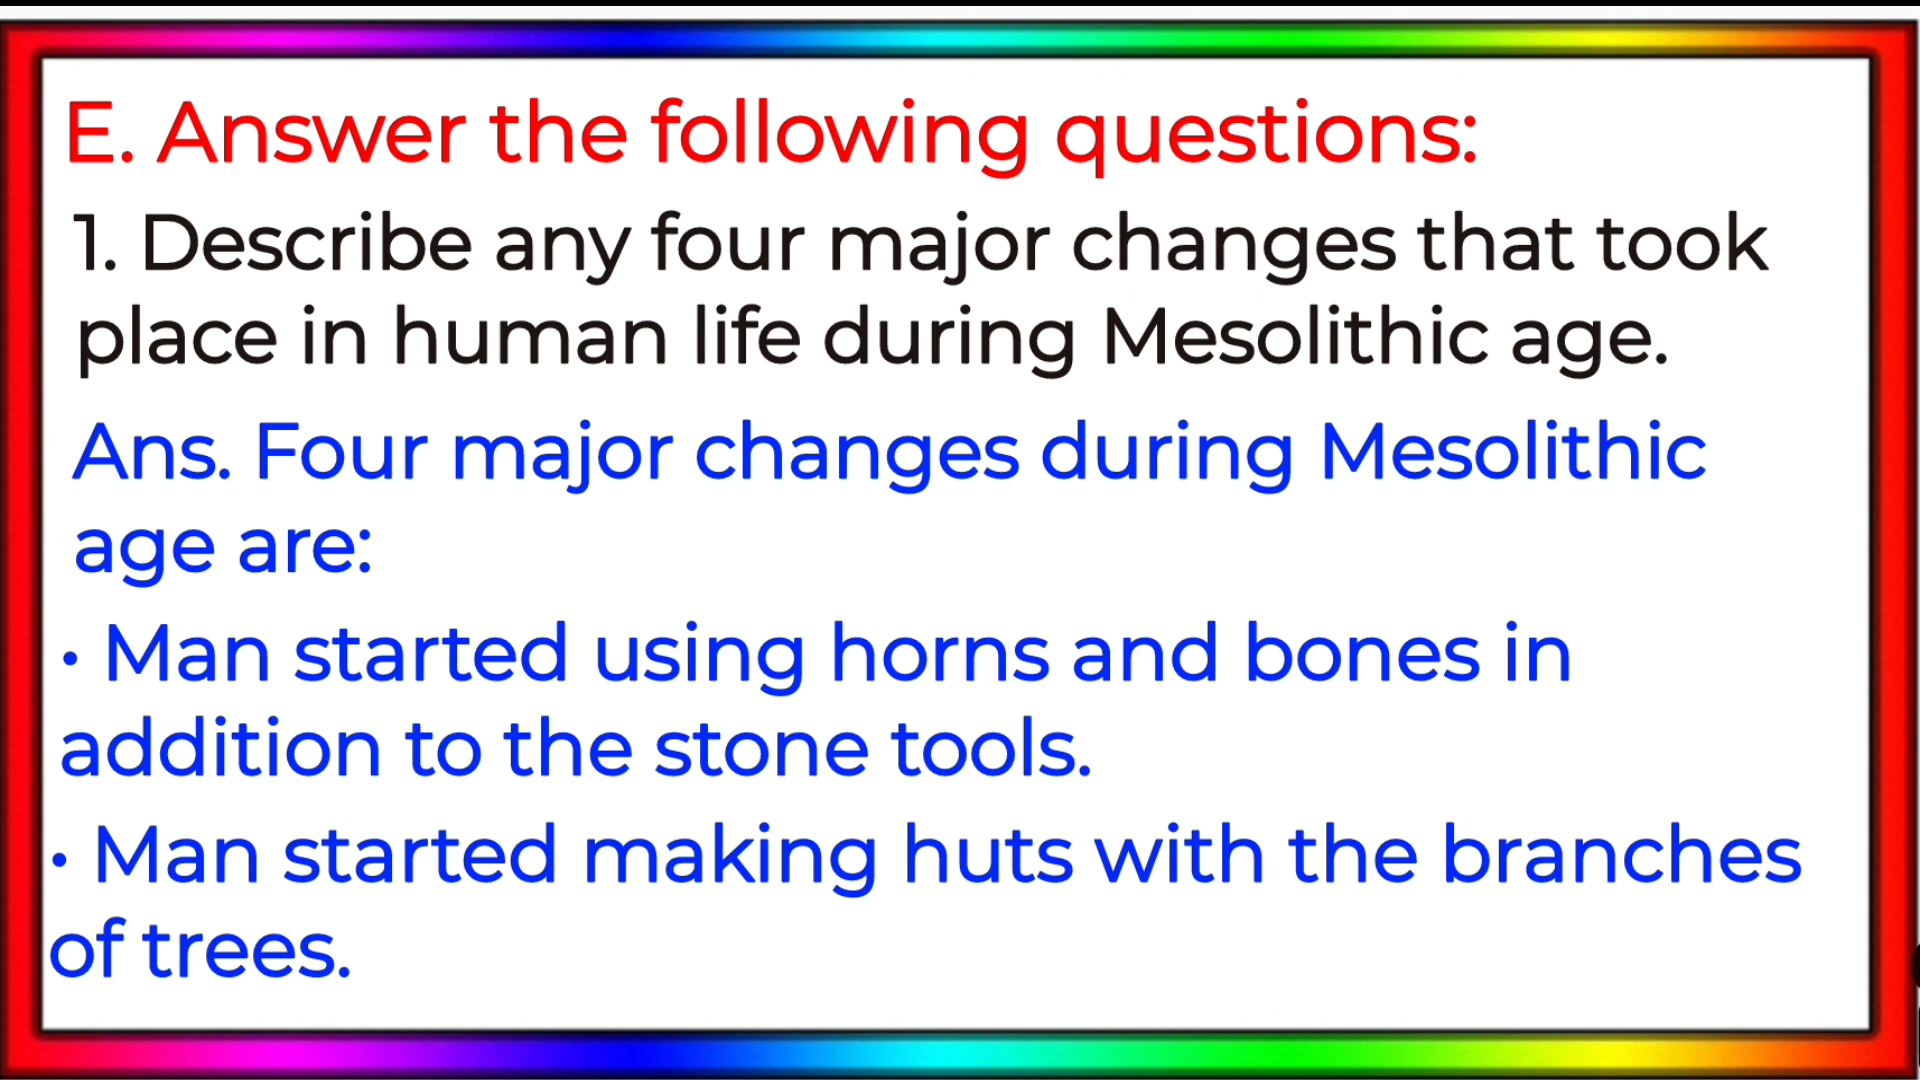 E. Answer the following questions:
1. Describe any four major changes that took
place in human life during Mesolithic age.
Ans. Four major changes during Mesolithic
age are:
• Man started using horns and bones in
addition to the stone tools.
• Man started making huts with the branches
of trees.